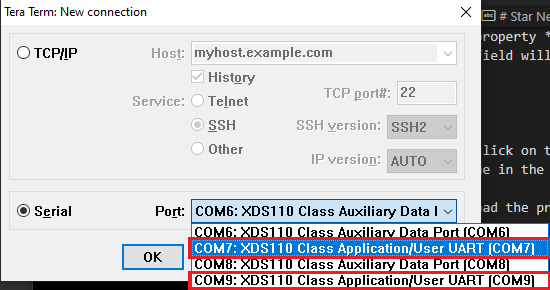 Tera Term: New connection
# Star Ne
property *
ield will
TCP/IP
Host:
myhost.example.com
History
Service:
Telnet
TCP port#:
22
SSH
SSH version:
SSH2
Other
IP version:
AUTO
lick on t
e in the
oad the pr
Serial
Port:
COM6: XDS110 Class Auxiliary Data I
COM6: XDS110 Class Auxiliary Data Port (COM6)
COM7: XDS110 Class Application/User UART (COM7)
COM8: XDS110 Class Auxiliary Data Port (COM8)
COM9: XDS110 Class Application/User UART (COM9)
OK